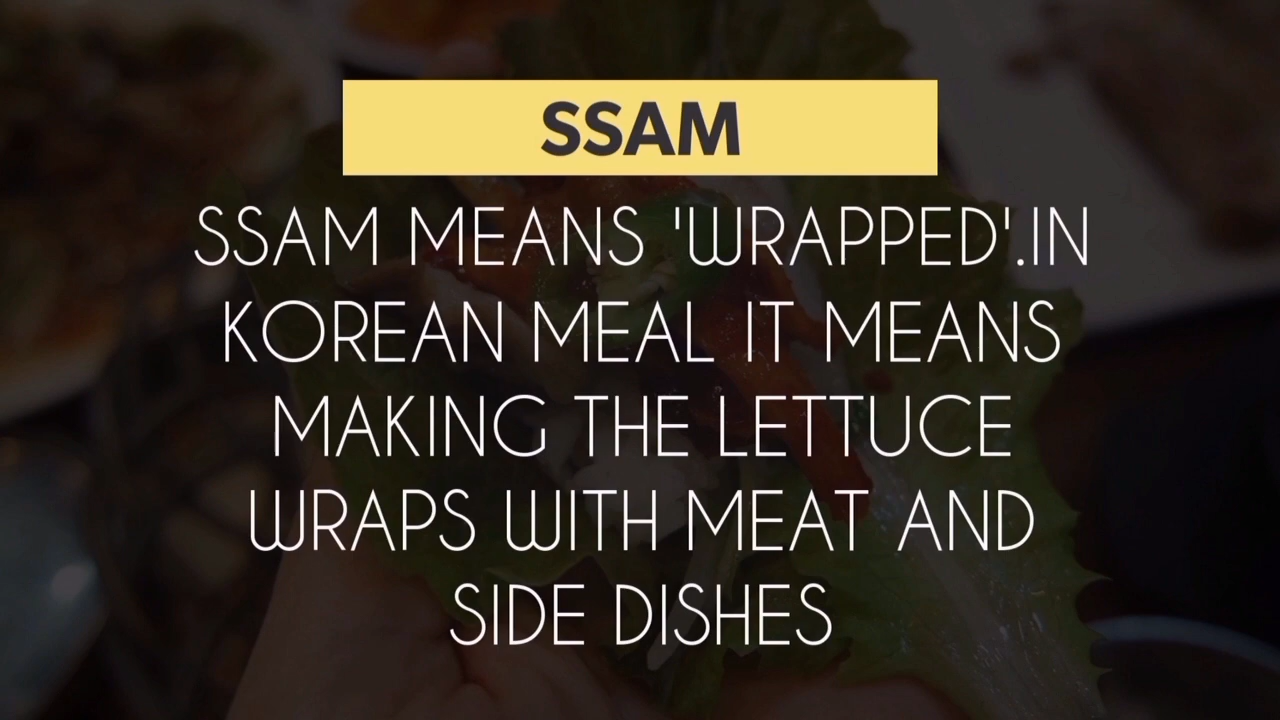 SSAM
SSAM MEANS 'WRAPPED'.IN
KOREAN MEAL IT MEANS
MAKING THE LETTUCE
WRAPS WITH MEAT AND
SIDE DISHES